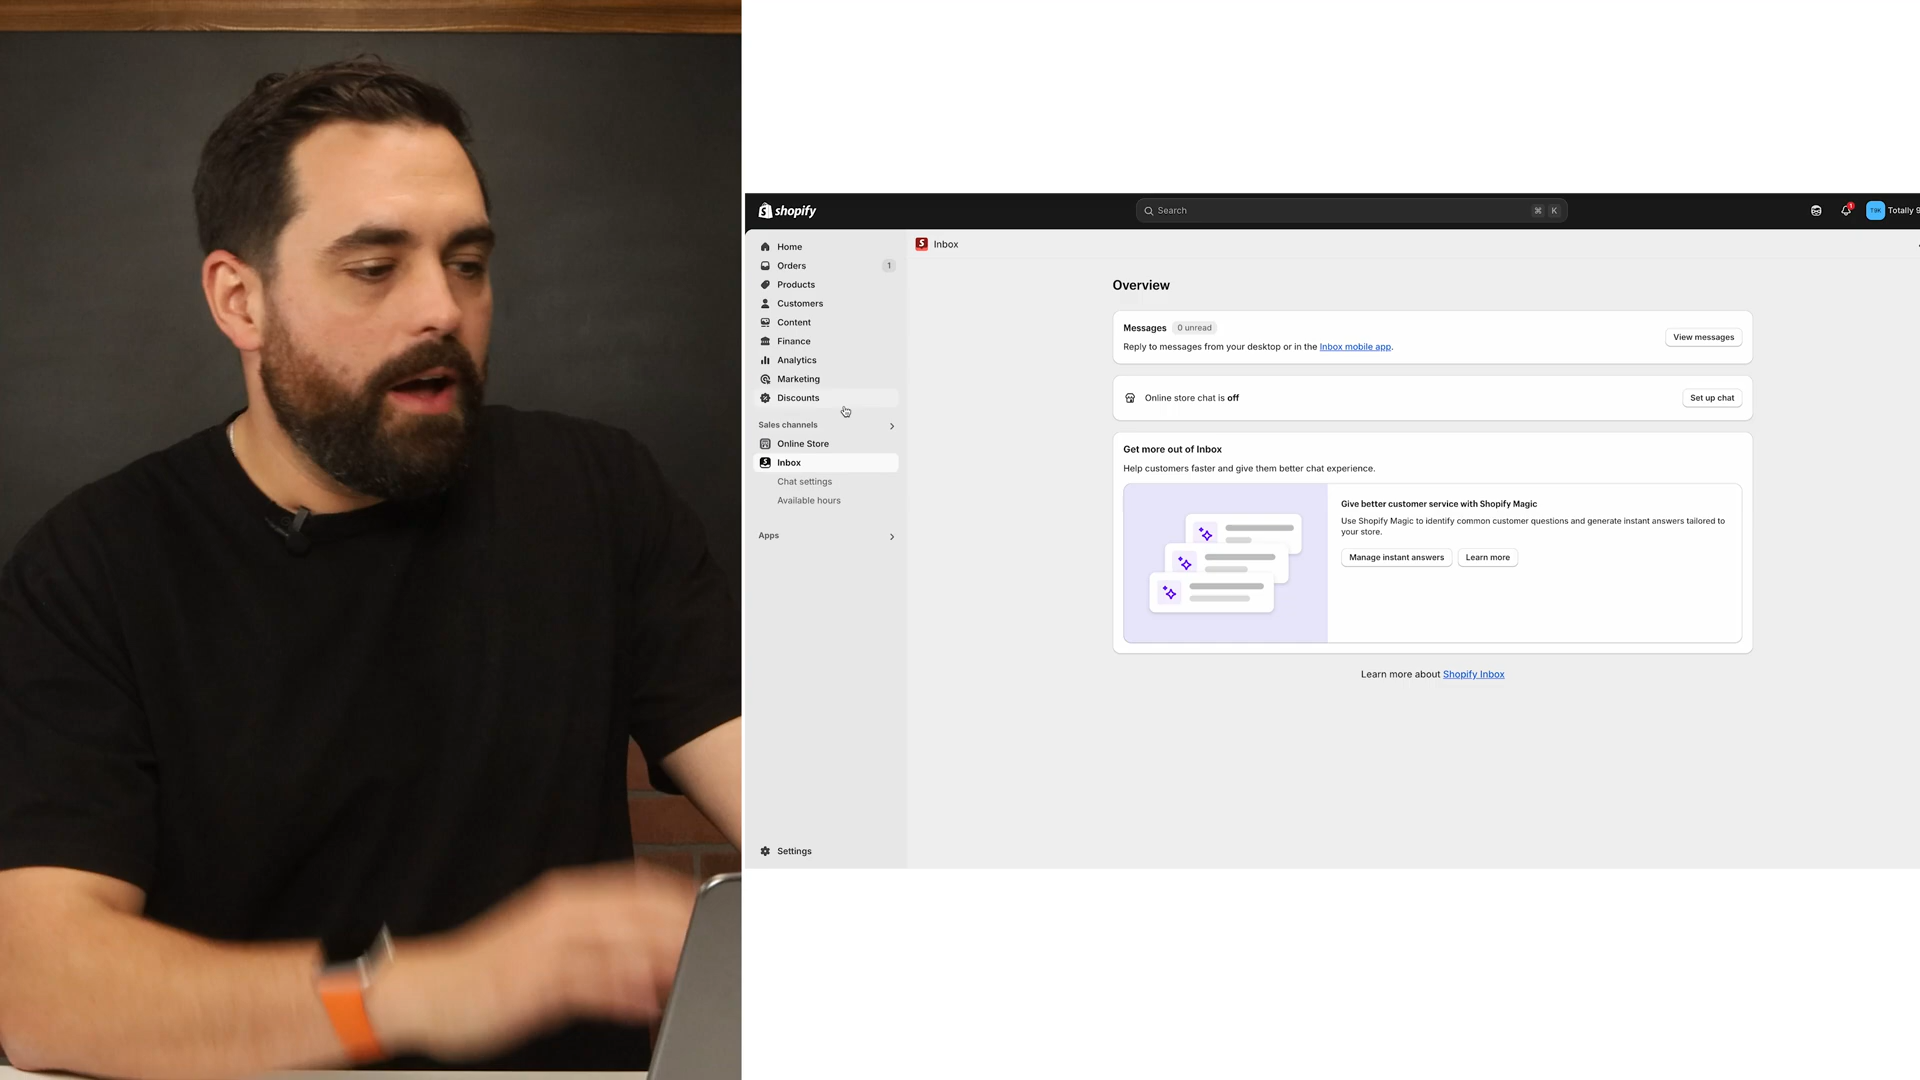 shopify
Search
⌘ K
1
T9K
Totally 9
Home
Orders
1
Products
Customers
Content
Finance
Analytics
Marketing
Discounts
Sales channels
Online Store
Inbox
Chat settings
Available hours
Apps
Settings
Inbox
Overview
Messages 0 unread
Reply to messages from your desktop or in the Inbox mobile app.
View messages
Online store chat is off
Set up chat
Get more out of Inbox
Help customers faster and give them better chat experience.
Give better customer service with Shopify Magic
Use Shopify Magic to identify common customer questions and generate instant answers tailored to
your store.
Manage instant answers
Learn more
Learn more about Shopify Inbox